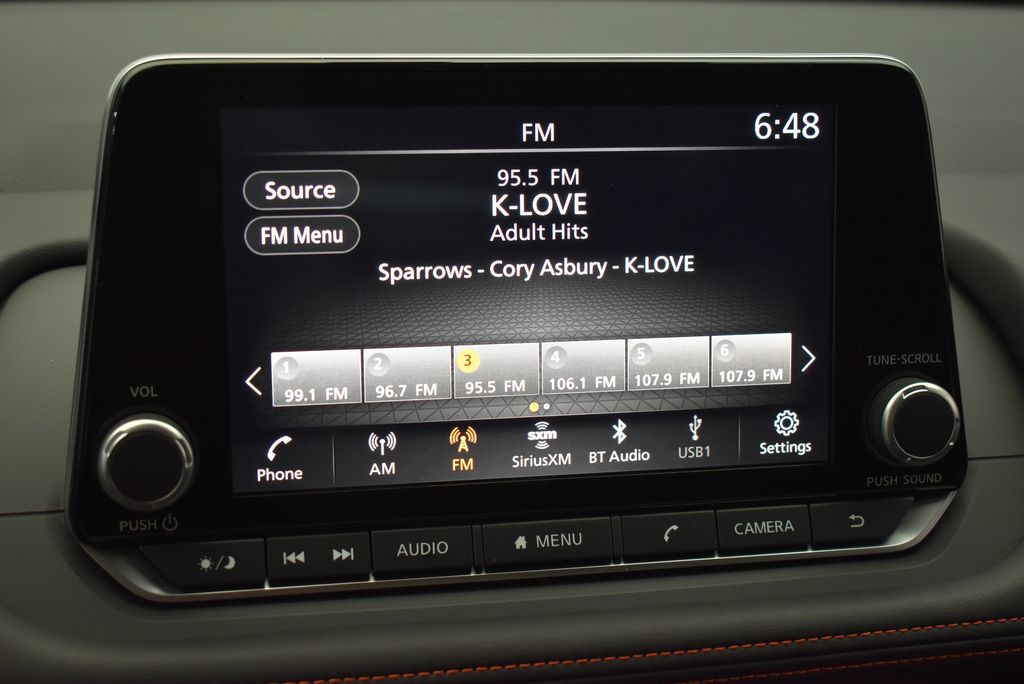 FM
6:48
Source
FM Menu
95.5 FM
K-LOVE
Adult Hits
Sparrows - Cory Asbury - K-LOVE
1
99.1 FM
2
96.7 FM
3
95.5 FM
4
106.1 FM
5
107.9 FM
6
107.9 FM
Phone
AM
FM
sxm
SiriusXM
BT Audio
USB1
Settings
VOL
PUSH
TUNE·SCROLL
PUSH SOUND
AUDIO
MENU
CAMERA